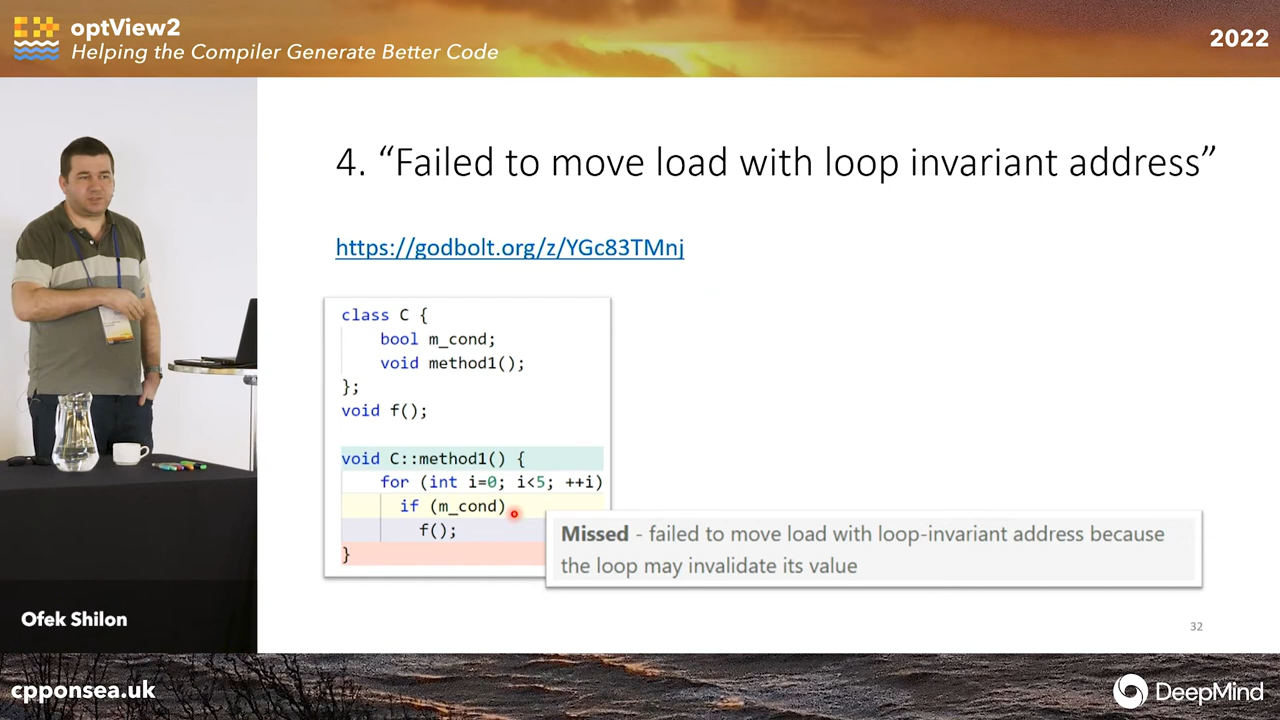 optView2
Helping the Compiler Generate Better Code
2022
4. “Failed to move load with loop invariant address”
https://godbolt.org/z/YGc83TMnj
class C {
bool m_cond;
void method1();
};
void f();
void C::method1() {
for (int i=0; i<5; ++i)
if (m_cond)
f();
}
Missed - failed to move load with loop-invariant address because
the loop may invalidate its value
32
Ofek Shilon
cpponsea.uk
DeepMind